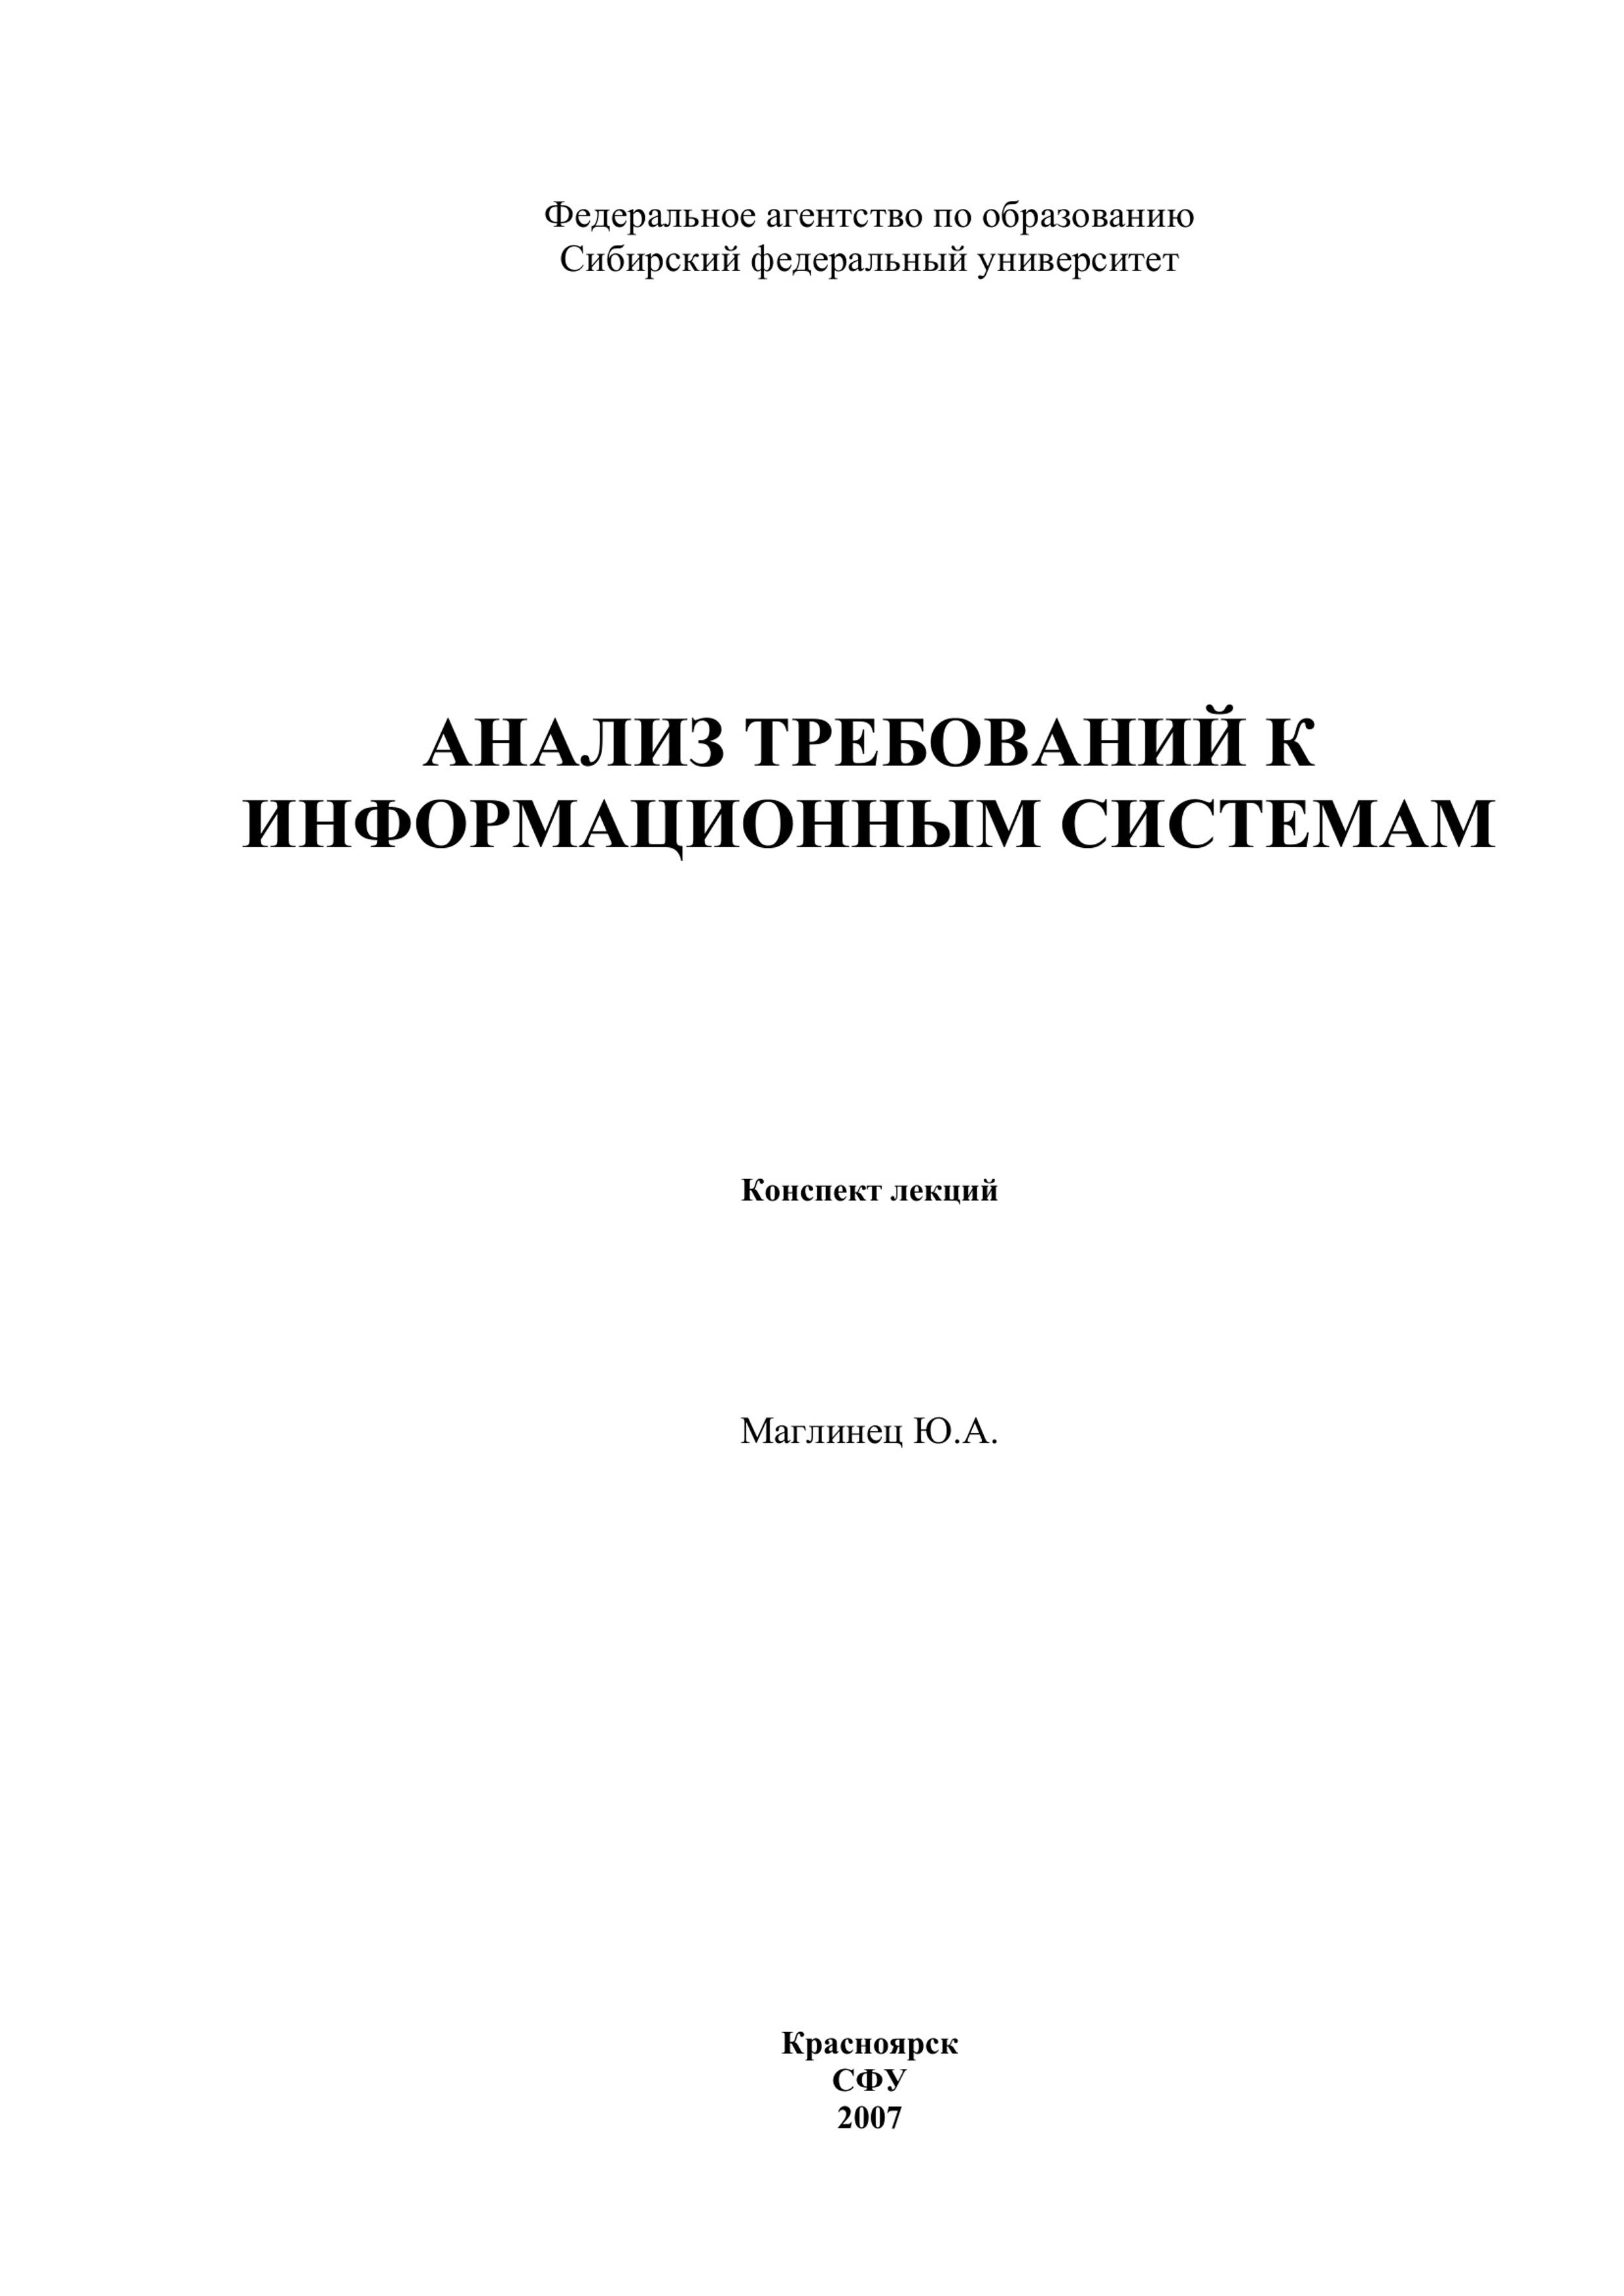 Федеральное агентство по образованию
Сибирский федеральный университет
АНАЛИЗ ТРЕБОВАНИЙ К
ИНФОРМАЦИОННЫМ СИСТЕМАМ
Конспект лекций
Маглинец Ю.А.
Красноярск
СФУ
2007